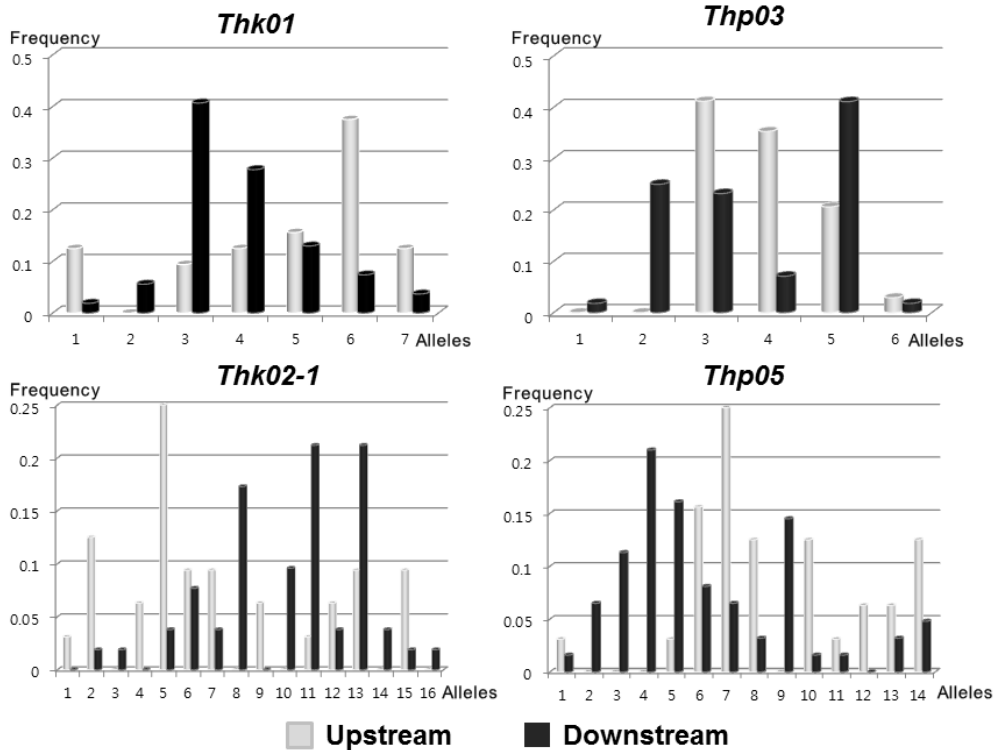 Thk01
Frequency
0.5
0.4
0.3
0.2
0.1
0
1 2 3 4 5 6 7 Alleles
Thp03
Frequency
0.5
0.4
0.3
0.2
0.1
0
1 2 3 4 5 6 Alleles
Thk02-1
Frequency
0.25
0.2
0.15
0.1
0.05
0
1 2 3 4 5 6 7 8 9 10 11 12 13 14 15 16 Alleles
Thp05
Frequency
0.25
0.2
0.15
0.1
0.05
0
1 2 3 4 5 6 7 8 9 10 11 12 13 14 Alleles
Upstream Downstream